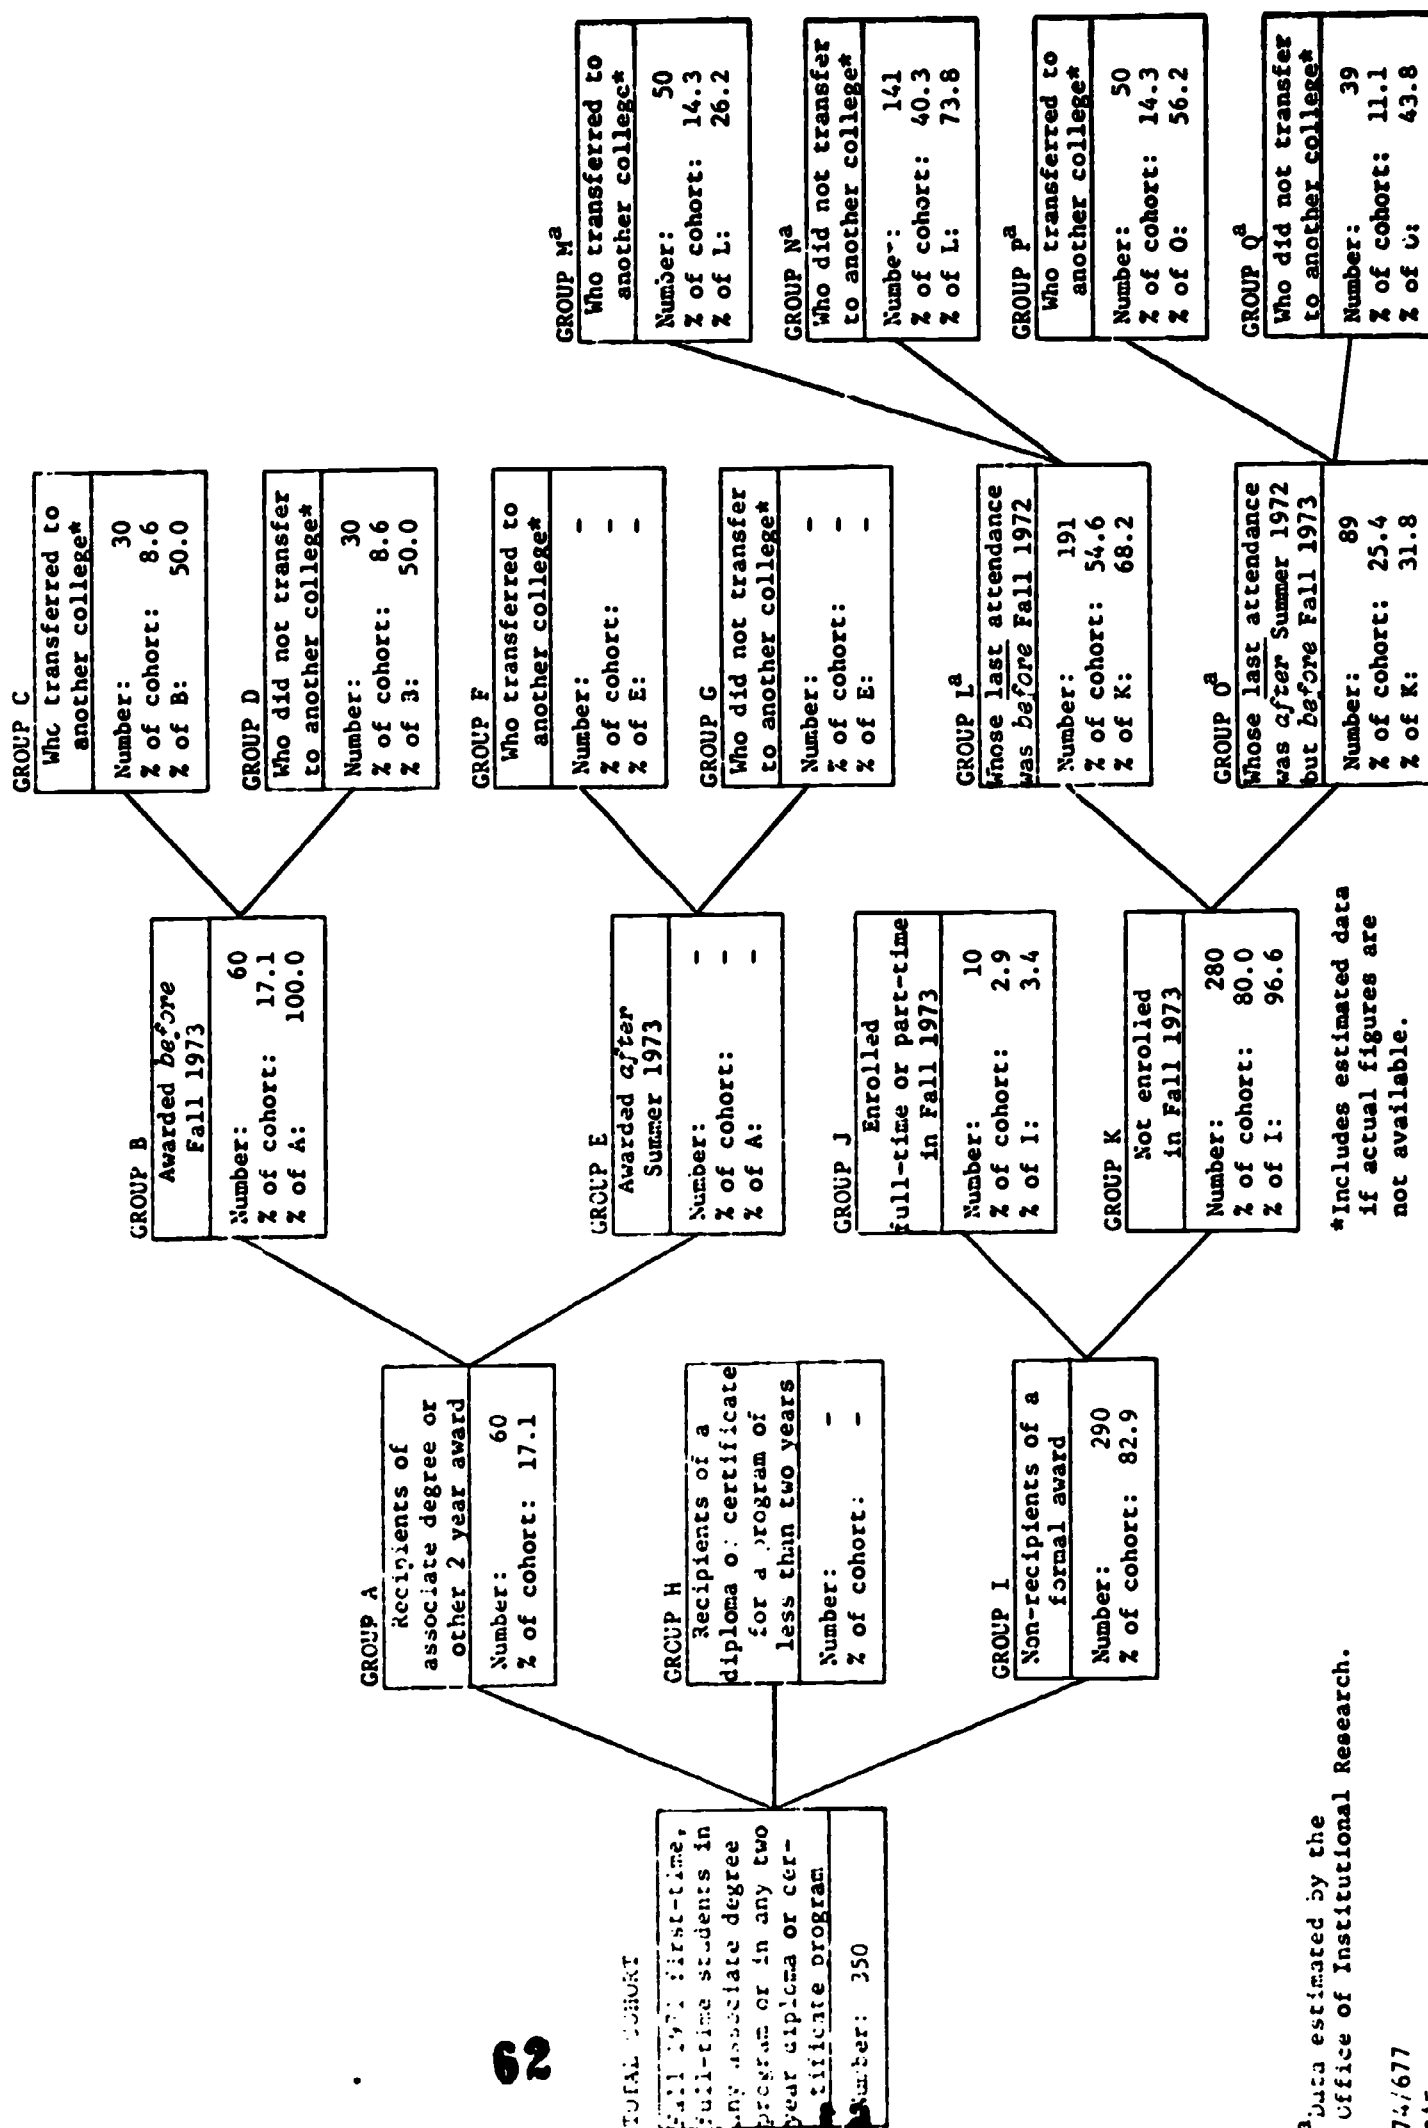 TOTAL COHORT
Fall 1971 first-time,
full-time students in
any associate degree
program or in any two
year diploma or cer-
tificate program
Number: 350
GROUP A
Recipients of
associate degree or
other 2 year award
Number: 60
% of cohort: 17.1
GROUP H
Recipients of a
diploma or certificate
for a program of
less than two years
Number: -
% of cohort: -
GROUP I
Non-recipients of a
formal award
Number: 290
% of cohort: 82.9
GROUP B
Awarded before
Fall 1973
Number: 60
% of cohort: 17.1
% of A: 100.0
GROUP E
Awarded after
Summer 1973
Number: -
% of cohort: -
% of A: -
GROUP J
Enrolled
full-time or part-time
in Fall 1973
Number: 10
% of cohort: 2.9
% of I: 3.4
GROUP K
Not enrolled
in Fall 1973
Number: 280
% of cohort: 80.0
% of I: 96.6
GROUP C
Who transferred to
another college*
Number: 30
% of cohort: 8.6
% of B: 50.0
GROUP D
Who did not transfer
to another college*
Number: 30
% of cohort: 8.6
% of B: 50.0
GROUP F
Who transferred to
another college*
Number: -
% of cohort: -
% of E: -
GROUP G
Who did not transfer
to another college*
Number: -
% of cohort: -
% of E: -
GROUP Lª
Whose last attendance
was before Fall 1972
Number: 191
% of cohort: 54.6
% of K: 68.2
GROUP Oª
Whose last attendance
was after Summer 1972
but before Fall 1973
Number: 89
% of cohort: 25.4
% of K: 31.8
GROUP Mª
Who transferred to
another college*
Number: 50
% of cohort: 14.3
% of L: 26.2
GROUP Nª
Who did not transfer
to another college*
Number: 141
% of cohort: 40.3
% of L: 73.8
GROUP Pª
Who transferred to
another college*
Number: 50
% of cohort: 14.3
% of O: 56.2
GROUP Qª
Who did not transfer
to another college*
Number: 39
% of cohort: 11.1
% of O: 43.8
*Includes estimated data
if actual figures are
not available.
ªData estimated by the
Office of Institutional Research.
74/677
62